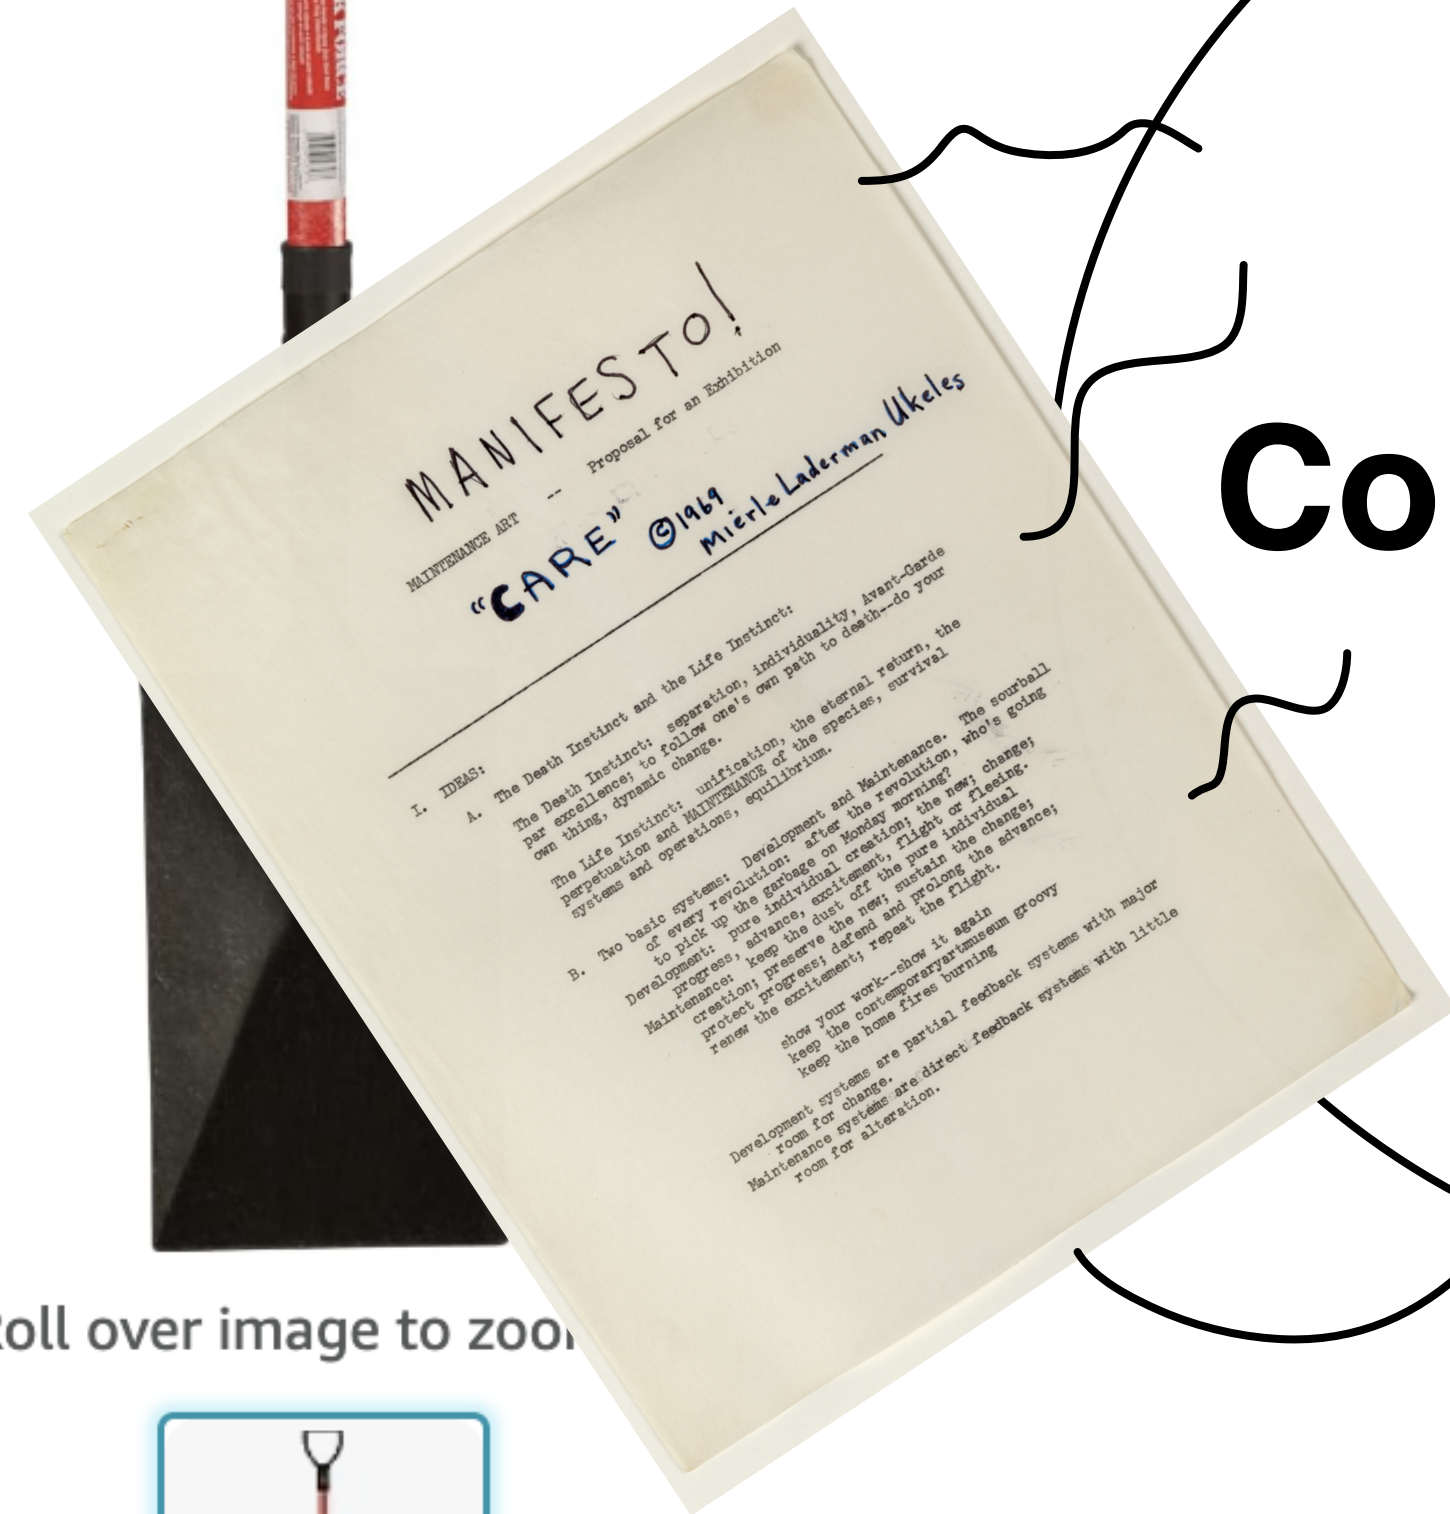 MANIFESTO!
MAINTENANCE ART -- Proposal for an Exhibition
"CARE" ©1969
Mierle Laderman Ukeles
I. IDEAS:
A. The Death Instinct and the Life Instinct:
The Death Instinct: separation, individuality, Avant-Garde
par excellence; to follow one's own path to death--do your
own thing, dynamic change.
The Life Instinct: unification, the eternal return, the
perpetuation and MAINTENANCE of the species, survival
systems and operations, equilibrium.
B. Two basic systems: Development and Maintenance. The sourball
of every revolution: after the revolution, who's going
to pick up the garbage on Monday morning?
Development: pure individual creation; the new; change;
progress, advance, excitement, flight or fleeing.
Maintenance: keep the dust off the pure individual
creation; preserve the new; sustain the change;
protect progress; defend and prolong the advance;
renew the excitement; repeat the flight.
show your work--show it again
keep the contemporaryartmuseum groovy
keep the home fires burning
Development systems are partial feedback systems with major
room for change.
Maintenance systems are direct feedback systems with little
room for alteration.
Co
oll over image to zoo